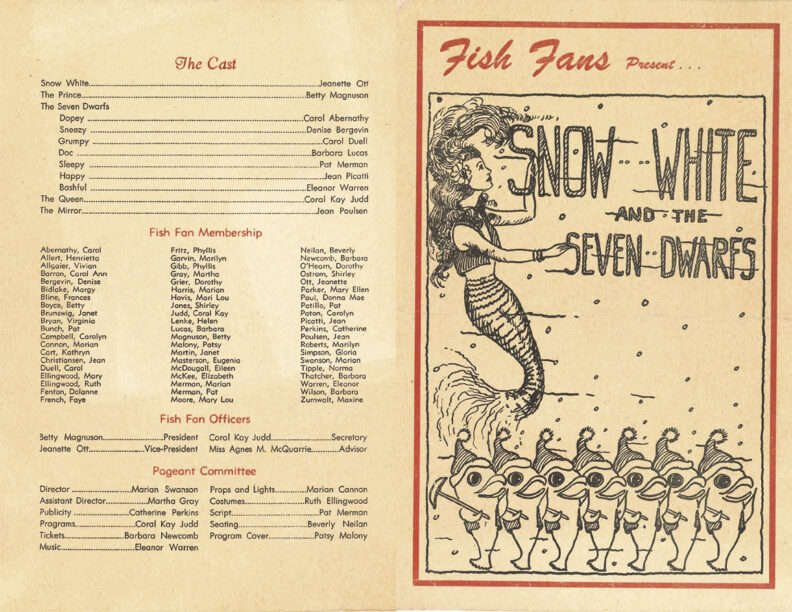 The Cast
Snow White........Jeanette Ott
The Prince........Betty Magnuson
The Seven Dwarfs
Dopey ........Carol Abernathy
Sneezy ........Denise Bergevin
Grumpy ........Carol Duell
Doc ........Barbara Lucas
Sleepy ........Pat Merman
Happy ........Jean Picatti
Bashful ........Eleanor Warren
The Queen........Coral Kay Judd
The Mirror........Jean Poulsen
Fish Fan Membership
Abernathy, Carol
Allert, Henrietta
Allgaier, Vivian
Barron, Carol Ann
Bergevin, Denise
Bidlake, Margy
Bline, Frances
Boyce, Betty
Brunswig, Janet
Bryan, Virginia
Bunch, Pat
Campbell, Carolyn
Cannon, Marian
Cart, Kathryn
Christiansen, Jean
Duell, Carol
Ellingwood, Mary
Ellingwood, Ruth
Fenton, Dolanne
French, Faye
Fritz, Phyllis
Garvin, Marilyn
Gibb, Phyllis
Gray, Martha
Grier, Dorothy
Harris, Marian
Hovis, Mari Lou
Jones, Shirley
Judd, Coral Kay
Lenke, Helen
Lucas, Barbara
Magnuson, Betty
Malony, Patsy
Martin, Janet
Masterson, Eugenia
McDougall, Eileen
McKee, Elizabeth
Merman, Marian
Merman, Pat
Moore, Mary Lou
Neilon, Beverly
Newcomb, Barbara
O'Hearn, Dorothy
Ostrom, Shirley
Ott, Jeanette
Parker, Mary Ellen
Paul, Donna Mae
Patillo, Pat
Paton, Carolyn
Picatti, Jean
Perkins, Catherine
Poulsen, Jean
Roberts, Marilyn
Simpson, Gloria
Swanson, Marian
Tipple, Norma
Thatcher, Barbara
Warren, Eleanor
Wilson, Barbara
Zumwalt, Maxine
Fish Fan Officers
Betty Magnuson........President
Jeanette Ott........Vice-President
Coral Kay Judd........Secretary
Miss Agnes M. McQuarrie........Advisor
Pageant Committee
Director ........Marian Swanson
Assistant Director........Martha Gray
Publicity ........Catherine Perkins
Programs........Coral Kay Judd
Tickets........Barbara Newcomb
Music........Eleanor Warren
Props and Lights........Marian Cannon
Costumes........Ruth Ellingwood
Script........Pat Merman
Seating........Beverly Neilan
Program Cover........Patsy Malony
Fish Fans Present...
SNOW WHITE
AND THE
SEVEN DWARFS